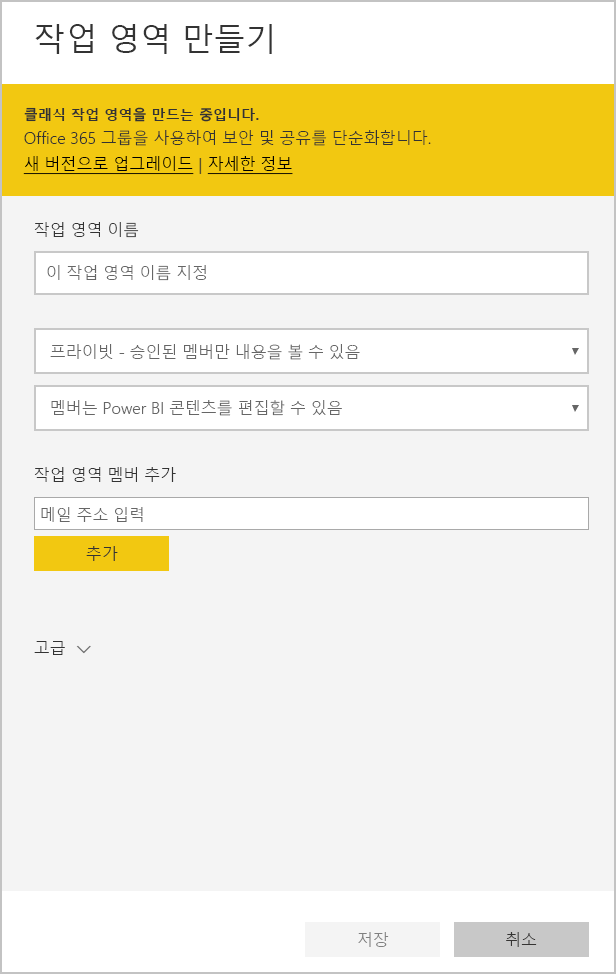 작업 영역 만들기
클래식 작업 영역을 만드는 중입니다.
Office 365 그룹을 사용하여 보안 및 공유를 단순화합니다.
새 버전으로 업그레이드 | 자세한 정보
작업 영역 이름
이 작업 영역 이름 지정
프라이빗 - 승인된 멤버만 내용을 볼 수 있음
멤버는 Power BI 콘텐츠를 편집할 수 있음
작업 영역 멤버 추가
메일 주소 입력
추가
고급
저장 취소